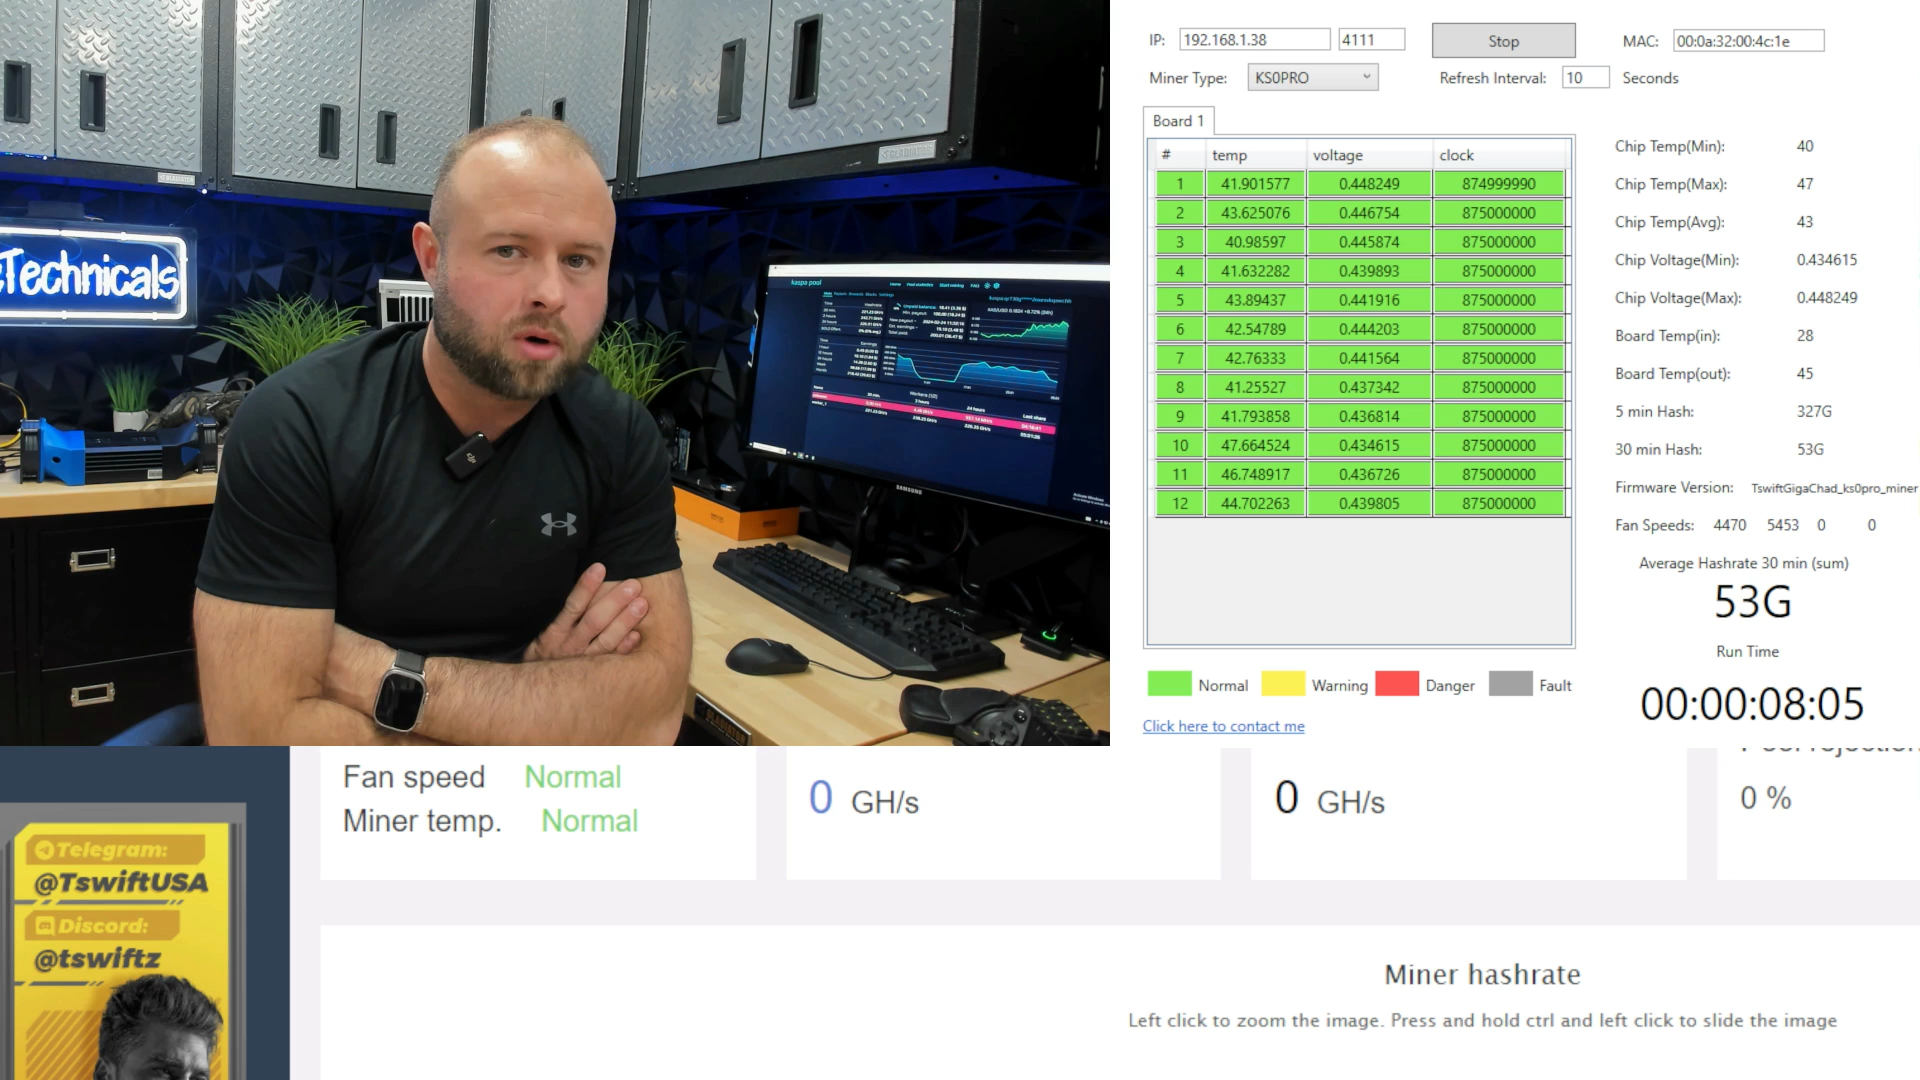 Technicals
kaspa pool
SAMSUNG
IP: 192.168.1.38 4111 Stop MAC: 00:0a:32:00:4c:1e
Miner Type: KS0PRO Refresh Interval: 10 Seconds
Board 1
# temp voltage clock
1 41.901577 0.448249 874999990
2 43.625076 0.446754 875000000
3 40.98597 0.445874 875000000
4 41.632282 0.439893 875000000
5 43.89437 0.441916 875000000
6 42.54789 0.444203 875000000
7 42.76333 0.441564 875000000
8 41.25527 0.437342 875000000
9 41.793858 0.436814 875000000
10 47.664524 0.434615 875000000
11 46.748917 0.436726 875000000
12 44.702263 0.439805 875000000
Chip Temp(Min): 40
Chip Temp(Max): 47
Chip Temp(Avg): 43
Chip Voltage(Min): 0.434615
Chip Voltage(Max): 0.448249
Board Temp(in): 28
Board Temp(out): 45
5 min Hash: 327G
30 min Hash: 53G
Firmware Version: TswiftGigaChad_ks0pro_miner
Fan Speeds: 4470 5453 0 0
Average Hashrate 30 min (sum)
53G
Run Time
00:00:08:05
Normal Warning Danger Fault
Click here to contact me
Fan speed Normal
Miner temp. Normal
0 GH/s
0 GH/s
0 %
Telegram:
@TswiftUSA
Discord:
@tswiftz
Miner hashrate
Left click to zoom the image. Press and hold ctrl and left click to slide the image